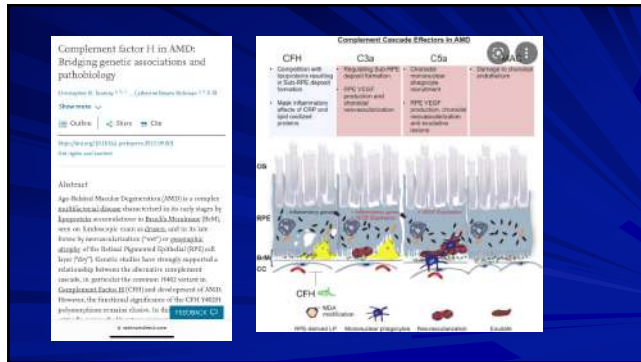 Complement factor H in AMD:
Bridging genetic associations and
pathobiology
Show more
Outline
Share
Cite
Get rights and content
Abstract
Age-Related Macular Degeneration (AMD) is a complex
multifactorial disease characterized in its early stages by
lipoprotein accumulations in Bruch's Membrane (BrM),
seen on fundoscopic exam as drusen, and in its late
forms by neovascularization ("wet") or geographic
atrophy of the Retinal Pigmented Epithelial (RPE) cell
layer ("dry"). Genetic studies have strongly supported a
relationship between the alternative complement
cascade, in particular the common H402 variant in
Complement Factor H (CFH) and development of AMD.
However, the functional significance of the CFH Y402H
polymorphism remains elusive. In
FEEDBACK
Complement Cascade Effectors in AMD
CFH
C3a
C5a
MAC
• Competition with
lipoproteins resulting
in Sub-RPE deposit
formation
• Mask inflammatory
effects of CRP and
lipid oxidized
proteins
• Regulating Sub-RPE
deposit formation
• RPE VEGF
production and
choroidal
neovascularization
• Choroidal
mononuclear
phagocyte
recruitment
• RPE VEGF
production, choroidal
neovascularization
and exudative
lesions
• Damage to choroidal
endothelium
OS
RPE
BrM
CC
CFH
MDA
modification
RPE derived LP
Mononuclear phagocytes
Neovascularization
Exudate